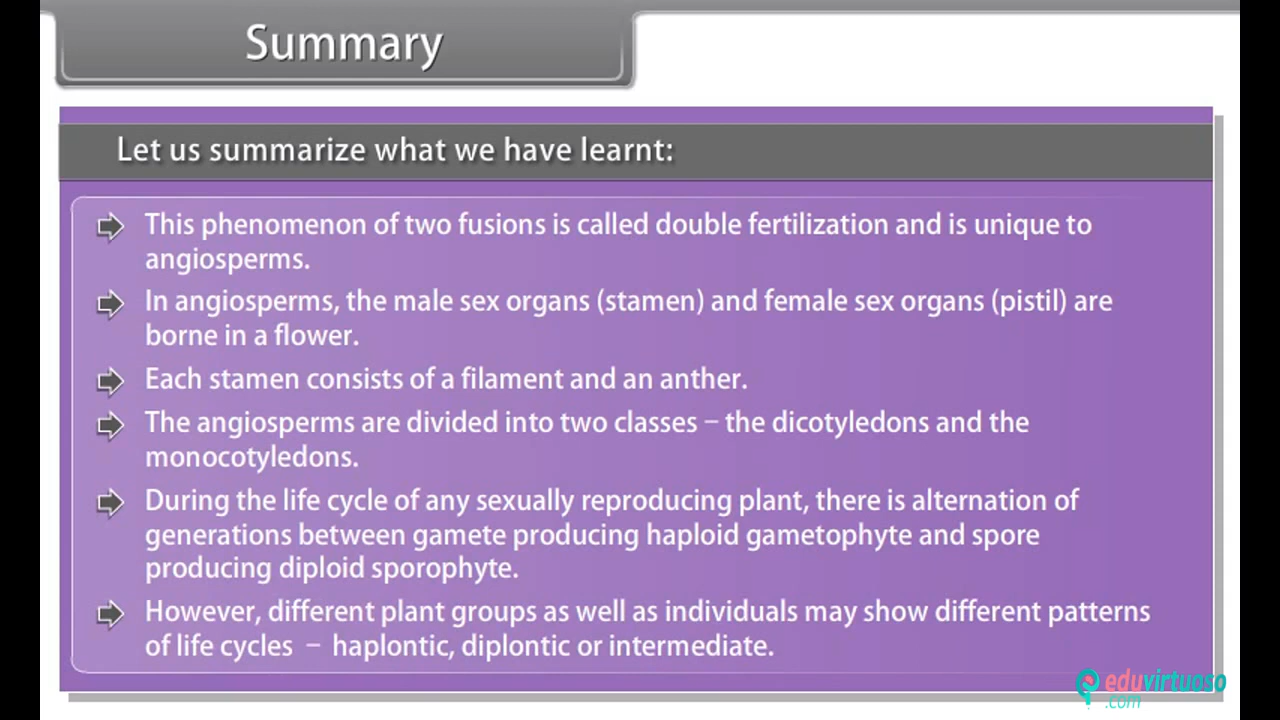 Summary
Let us summarize what we have learnt:
This phenomenon of two fusions is called double fertilization and is unique to
angiosperms.
In angiosperms, the male sex organs (stamen) and female sex organs (pistil) are
borne in a flower.
Each stamen consists of a filament and an anther.
The angiosperms are divided into two classes – the dicotyledons and the
monocotyledons.
During the life cycle of any sexually reproducing plant, there is alternation of
generations between gamete producing haploid gametophyte and spore
producing diploid sporophyte.
However, different plant groups as well as individuals may show different patterns
of life cycles – haplontic, diplontic or intermediate.
eduvirtuoso
.com